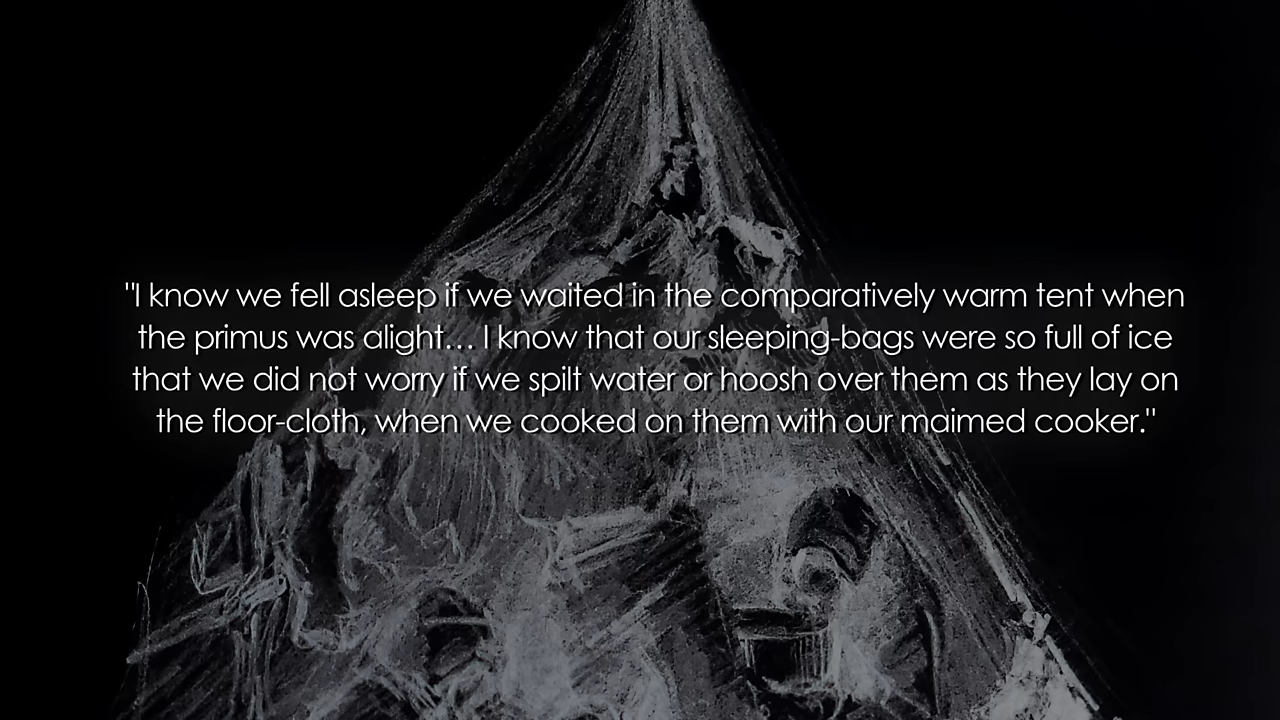 "I know we fell asleep if we waited in the comparatively warm tent when
the primus was alight… I know that our sleeping-bags were so full of ice
that we did not worry if we spilt water or hoosh over them as they lay on
the floor-cloth, when we cooked on them with our maimed cooker."